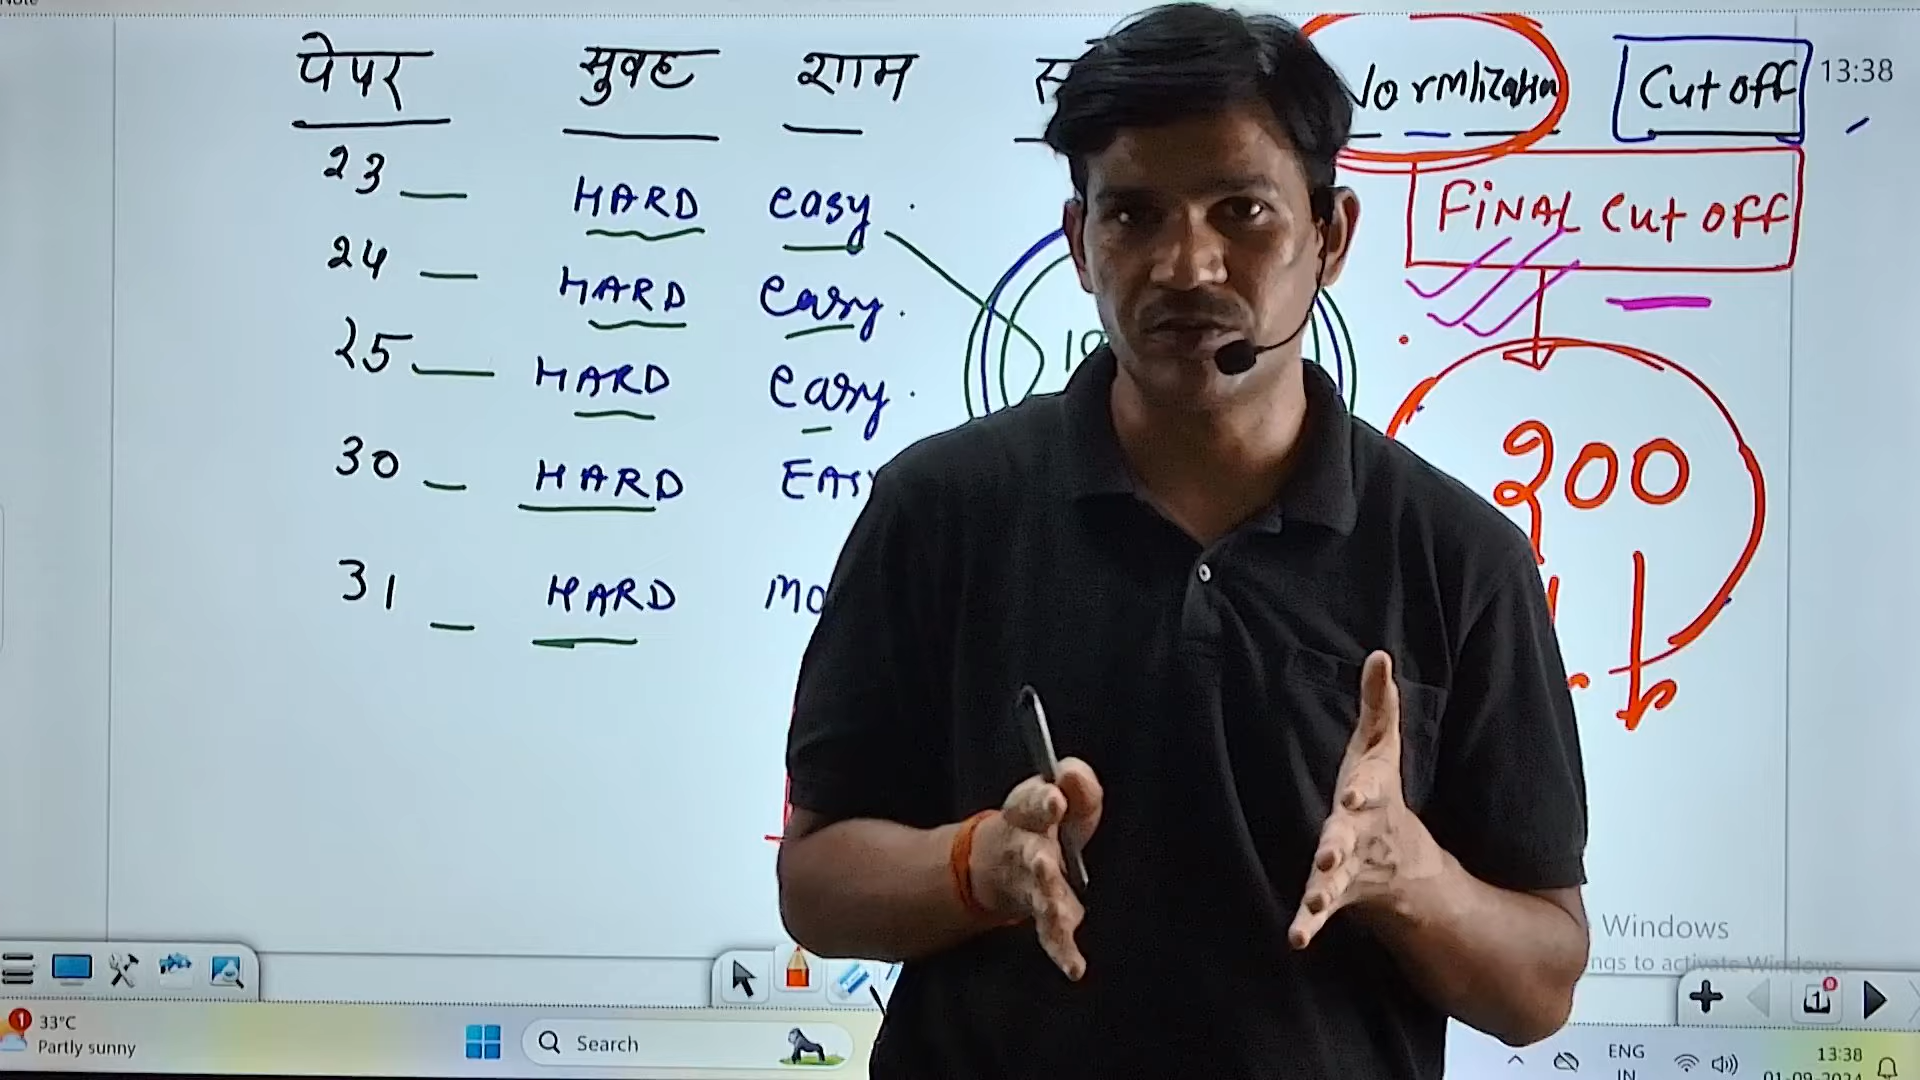 पेपर सुबह शाम Cut off 13:38
FINAL CUT OFF
23 HARD easy
24 HARD easy
25 HARD easy
30 HARD
31 HARD
200
Windows
33°C
Partly sunny
Search
ENG
IN
13:38